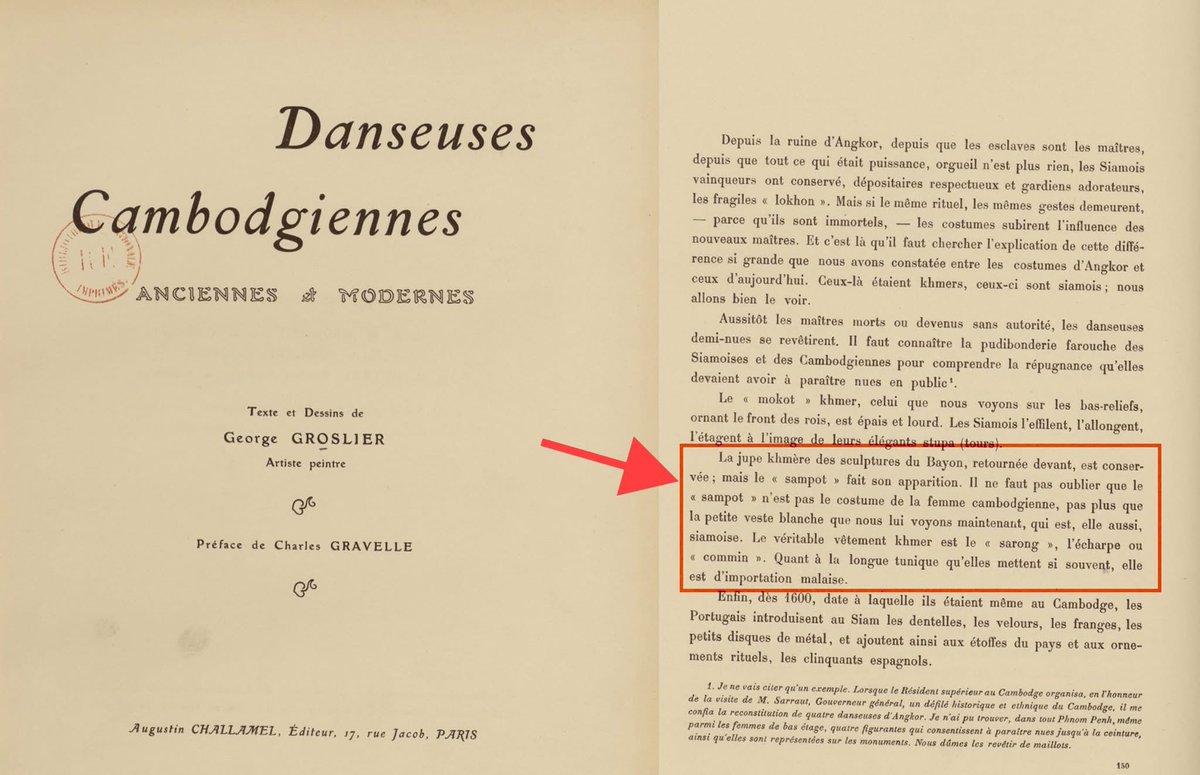 Danseuses
Cambodgiennes
ANCIENNES & MODERNES
Texte et Dessins de
George GROSLIER
Artiste peintre
Préface de Charles GRAVELLE
Augustin CHALLAMEL, Éditeur, 17, rue Jacob, PARIS
IMPRIMÉS.
Depuis la ruine d'Angkor, depuis que les esclaves sont les maîtres,
depuis que tout ce qui était puissance, orgueil n'est plus rien, les Siamois
vainqueurs ont conservé, dépositaires respectueux et gardiens adorateurs,
les fragiles « lokhon ». Mais si le même rituel, les mêmes gestes demeurent,
— parce qu'ils sont immortels, — les costumes subirent l'influence des
nouveaux maîtres. Et c'est là qu'il faut chercher l'explication de cette diffé-
rence si grande que nous avons constatée entre les costumes d'Angkor et
ceux d'aujourd'hui. Ceux-là étaient khmers, ceux-ci sont siamois ; nous
allons bien le voir.
Aussitôt les maîtres morts ou devenus sans autorité, les danseuses
demi-nues se revêtirent. Il faut connaître la pudibonderie farouche des
Siamoises et des Cambodgiennes pour comprendre la répugnance qu'elles
devaient avoir à paraître nues en public¹.
Le « mokot » khmer, celui que nous voyons sur les bas-reliefs,
ornant le front des rois, est épais et lourd. Les Siamois l'effilent, l'allongent,
l'étagent à l'image de leurs élégants stupa (tours).
La jupe khmère des sculptures du Bayon, retournée devant, est conser-
vée ; mais le « sampot » fait son apparition. Il ne faut pas oublier que le
« sampot » n'est pas le costume de la femme cambodgienne, pas plus que
la petite veste blanche que nous lui voyons maintenant, qui est, elle aussi,
siamoise. Le véritable vêtement khmer est le « sarong », l'écharpe ou
« commin ». Quant à la longue tunique qu'elles mettent si souvent, elle
est d'importation malaise.
Enfin, dès 1600, date à laquelle ils étaient même au Cambodge, les
Portugais introduisent au Siam les dentelles, les velours, les franges, les
petits disques de métal, et ajoutent ainsi aux étoffes du pays et aux orne-
ments rituels, les clinquants espagnols.
1. Je ne vais citer qu'un exemple. Lorsque le Résident supérieur au Cambodge organisa, en l'honneur
de la visite de M. Sarraut, Gouverneur général, un défilé historique et ethnique du Cambodge, il me
confia la reconstitution de quatre danseuses d'Angkor. Je n'ai pu trouver, dans tout Phnom Penh, même
parmi les femmes de bas étage, quatre figurantes qui consentissent à paraître nues jusqu'à la ceinture,
ainsi qu'elles sont représentées sur les monuments. Nous dûmes les revêtir de maillots.
150